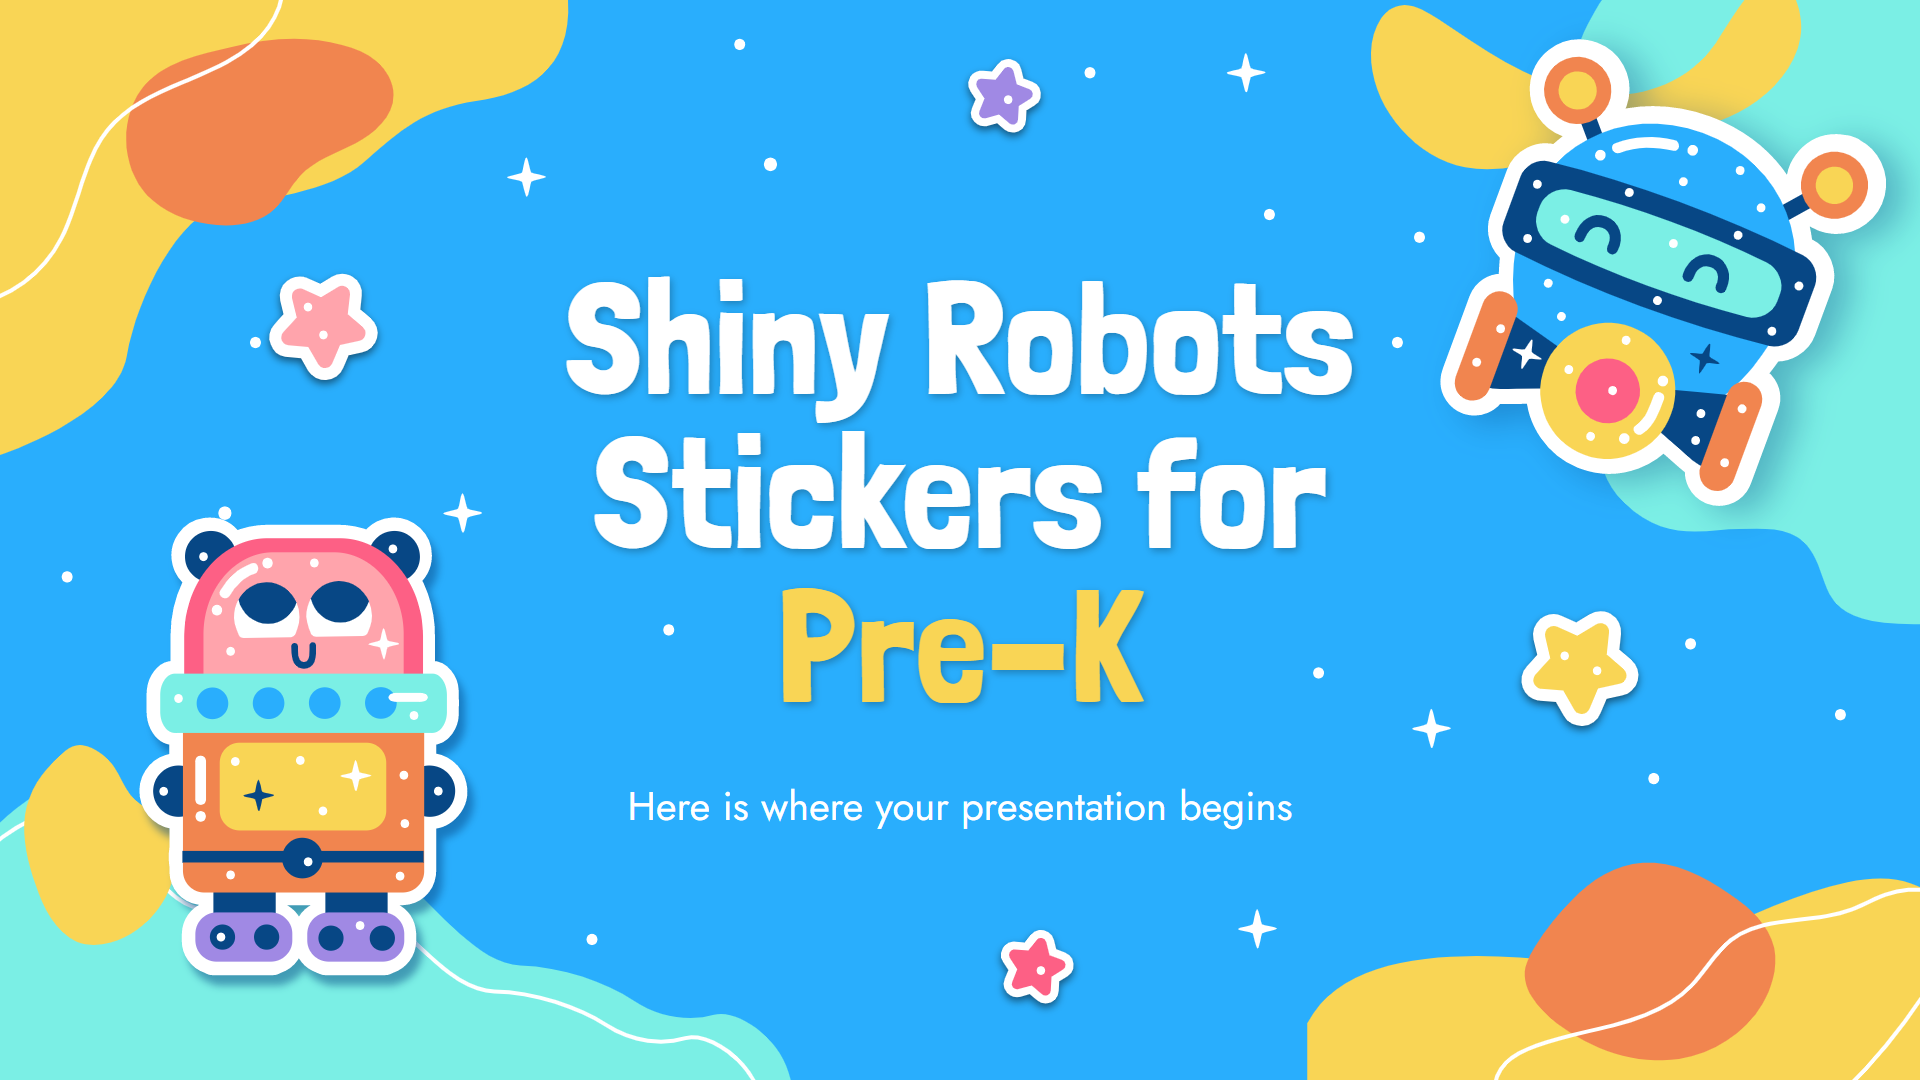 Shiny Robots
Stickers for
Pre-K
Here is where your presentation begins